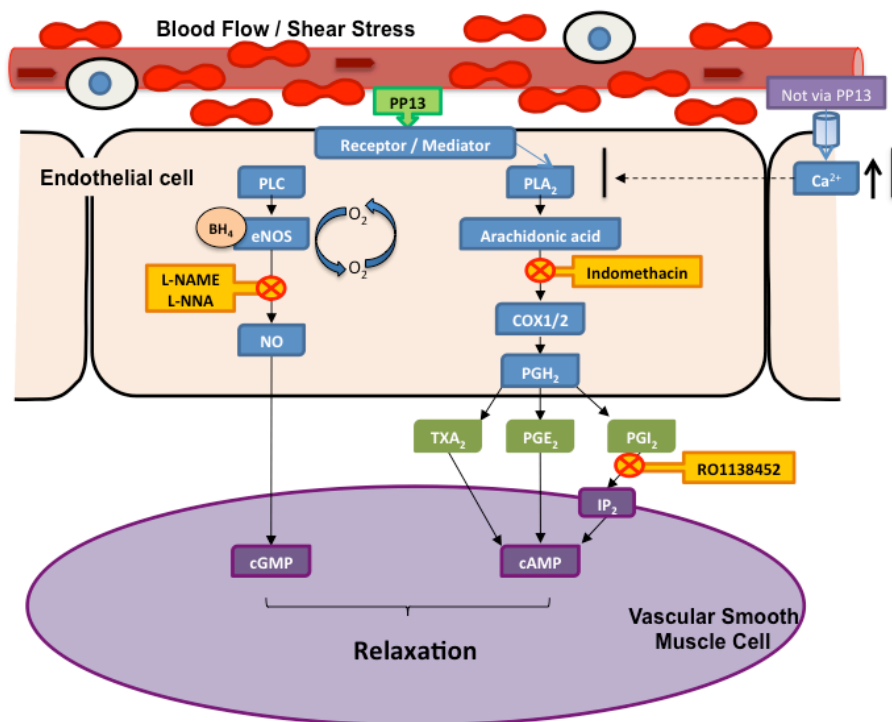 Blood Flow / Shear Stress
Not via PP13
PP13
Receptor / Mediator
Endothelial cell
PLC
PLA₂
Ca²⁺
BH₄
eNOS
O₂
Arachidonic acid
O₂
L-NAME
L-NNA
Indomethacin
NO
COX1/2
PGH₂
TXA₂
PGE₂
PGI₂
RO1138452
IP₂
cGMP
cAMP
Vascular Smooth
Muscle Cell
Relaxation